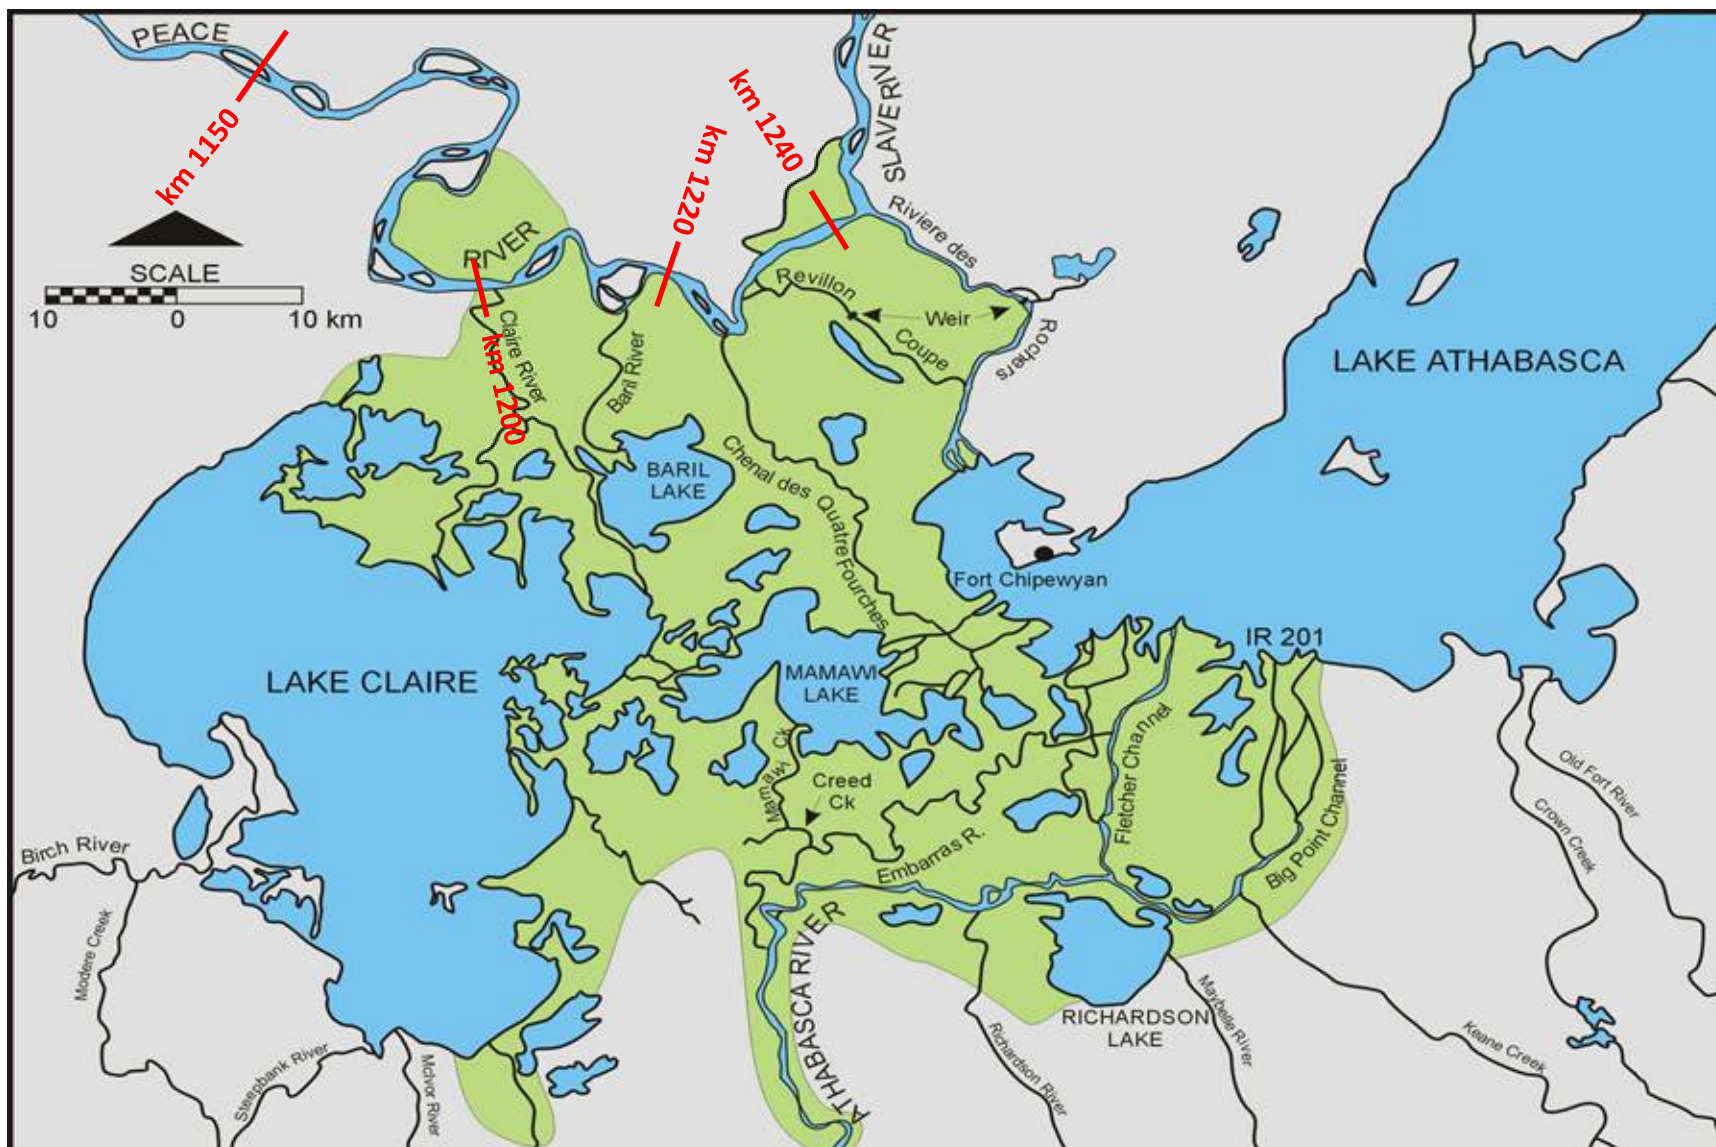 PEACE
SLAVERIVER
km 1150
km 1240
km 1220
SCALE
10 0 10 km
RIVER
Riviere des
Rochers
Revillon
Coupe
Weir
Claire River
km 1200
Baril River
LAKE ATHABASCA
BARIL
LAKE
Chenal des Quatre Fourches
Fort Chipewyan
IR 201
LAKE CLAIRE
MAMAWI
LAKE
Mamawi Ck
Creed
Ck
Fletcher Channel
Big Point Channel
Old Fort River
Crown Creek
Birch River
Embarras R.
Modere Creek
ATHABASCA RIVER
RICHARDSON
LAKE
Maybelle River
Richardson River
Keane Creek
Steepbank River
McIvor River